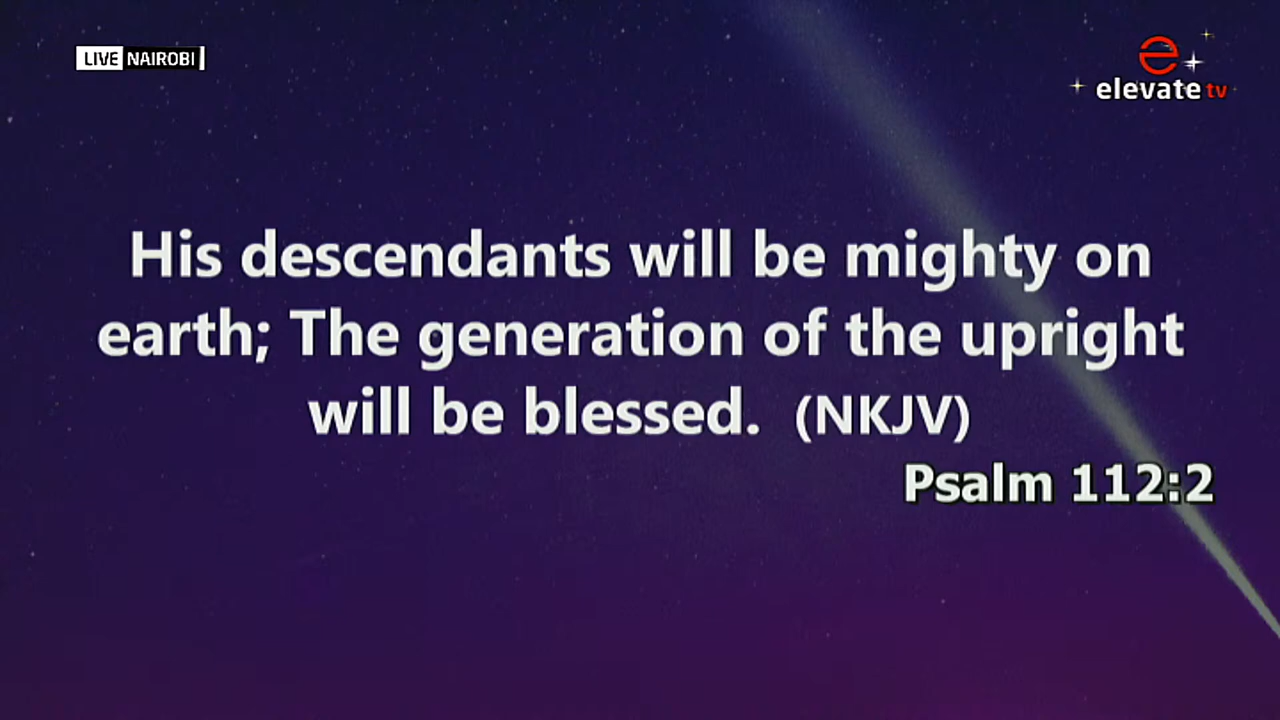 LIVE NAIROBI
elevate tv
His descendants will be mighty on
earth; The generation of the upright
will be blessed. (NKJV)
Psalm 112:2